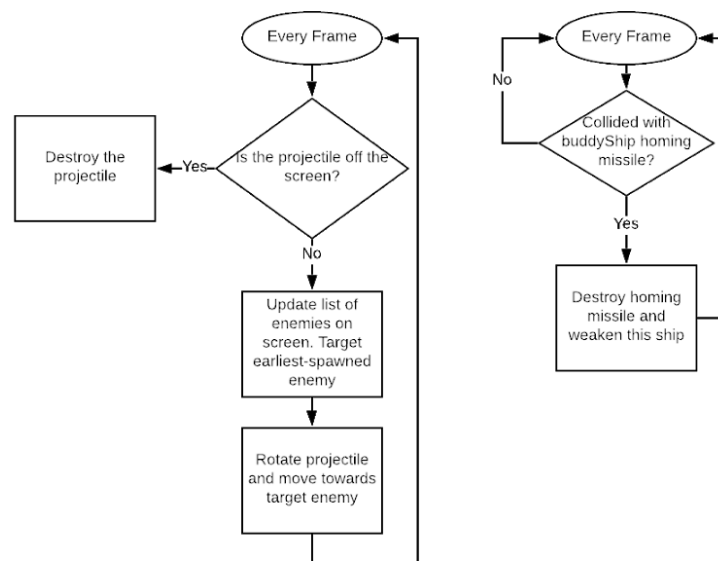 Every Frame
Is the projectile off the
screen?
Yes
Destroy the
projectile
No
Update list of
enemies on
screen. Target
earliest-spawned
enemy
Rotate projectile
and move towards
target enemy
Every Frame
No
Collided with
buddyShip homing
missile?
Yes
Destroy homing
missile and
weaken this ship